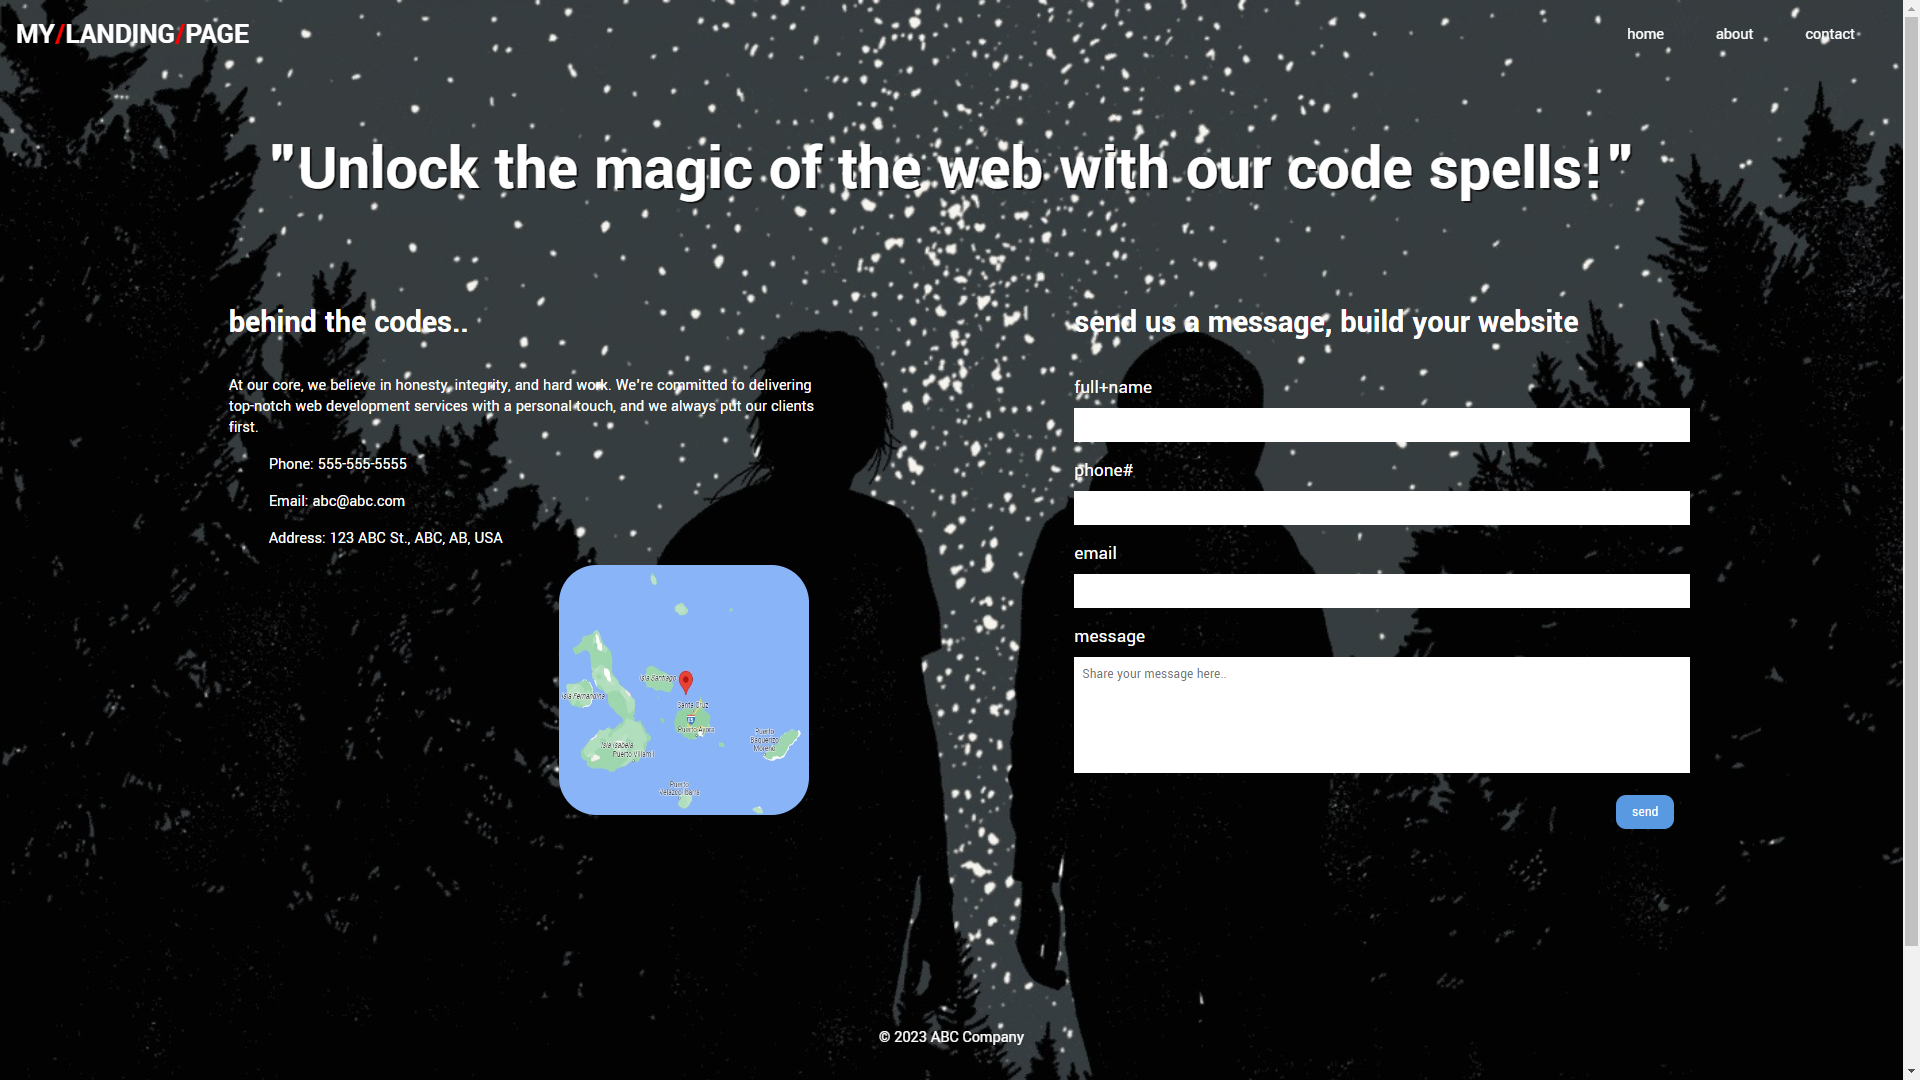 MY/LANDING/PAGE
home
about
contact
"Unlock the magic of the web with our code spells!"
behind the codes..
At our core, we believe in honesty, integrity, and hard work. We're committed to delivering
top-notch web development services with a personal touch, and we always put our clients
first.
Phone: 555-555-5555
Email: abc@abc.com
Address: 123 ABC St., ABC, AB, USA
Isla Santiago
Isla Fernandina
Santa Cruz
Puerto Ayora
Isla Isabela
Puerto Villamil
Puerto
Baquerizo
Moreno
Puerto
Velazco Ibarra
send us a message, build your website
full+name
phone#
email
message
Share your message here..
send
© 2023 ABC Company